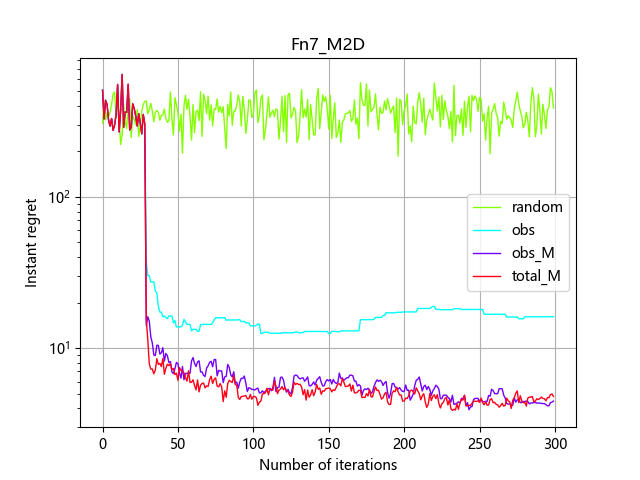 Fn7_M2D
Instant regret
10²
10¹
random
obs
obs_M
total_M
0 50 100 150 200 250 300
Number of iterations